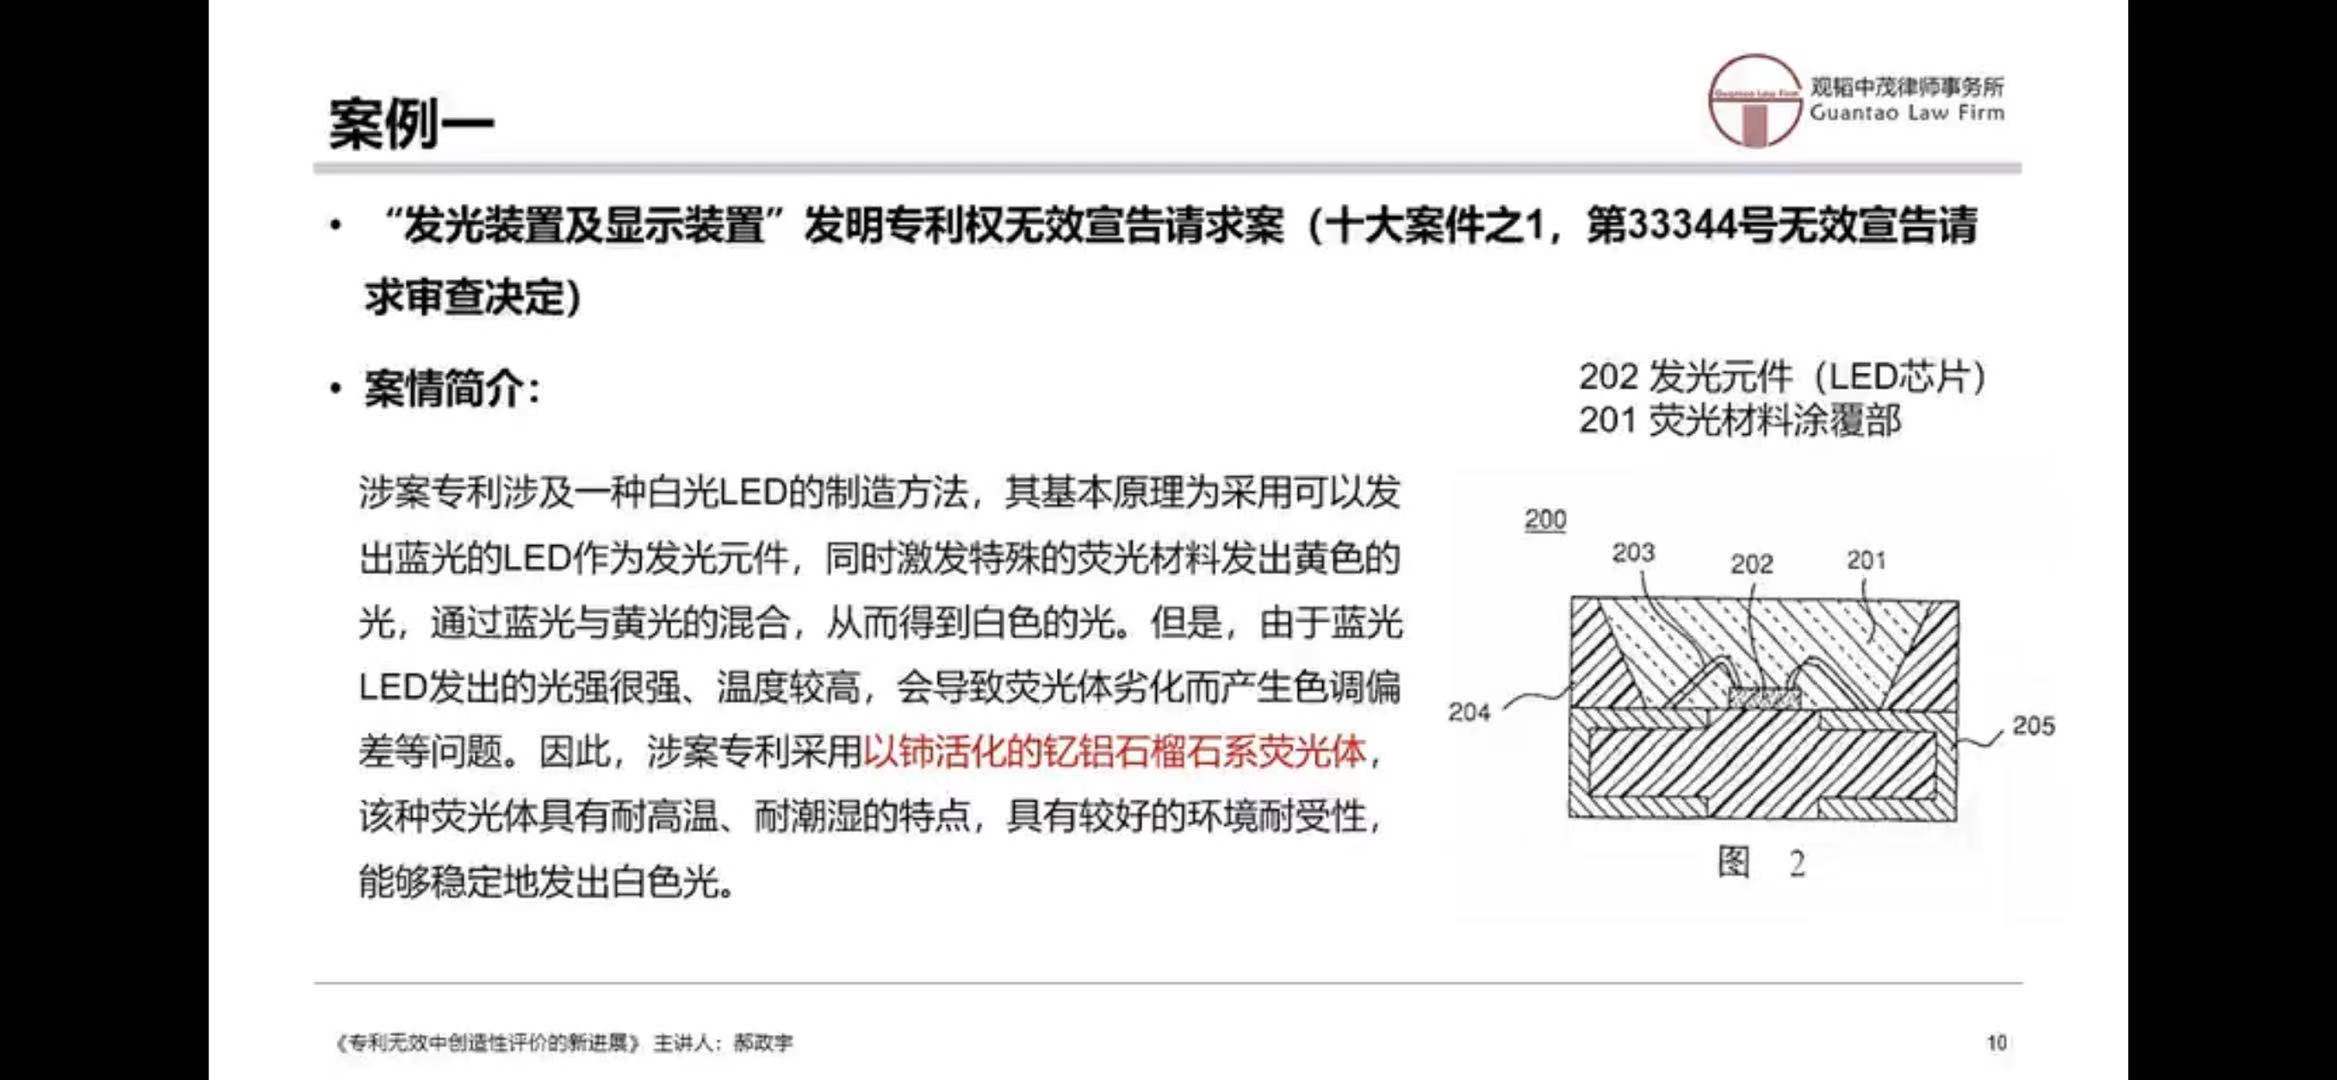 案例一
Guantao Law Firm
观韬中茂律师事务所
Guantao Law Firm
• “发光装置及显示装置”发明专利权无效宣告请求案（十大案件之1，第33344号无效宣告请
求审查决定）
• 案情简介：
202 发光元件（LED芯片）
201 荧光材料涂覆部
涉案专利涉及一种白光LED的制造方法，其基本原理为采用可以发
出蓝光的LED作为发光元件，同时激发特殊的荧光材料发出黄色的
光，通过蓝光与黄光的混合，从而得到白色的光。但是，由于蓝光
LED发出的光强很强、温度较高，会导致荧光体劣化而产生色调偏
差等问题。因此，涉案专利采用以铈活化的钇铝石榴石系荧光体，
该种荧光体具有耐高温、耐潮湿的特点，具有较好的环境耐受性，
能够稳定地发出白色光。
200
203
202
201
204
205
图 2
《专利无效中创造性评价的新进展》 主讲人：郝政宇
10